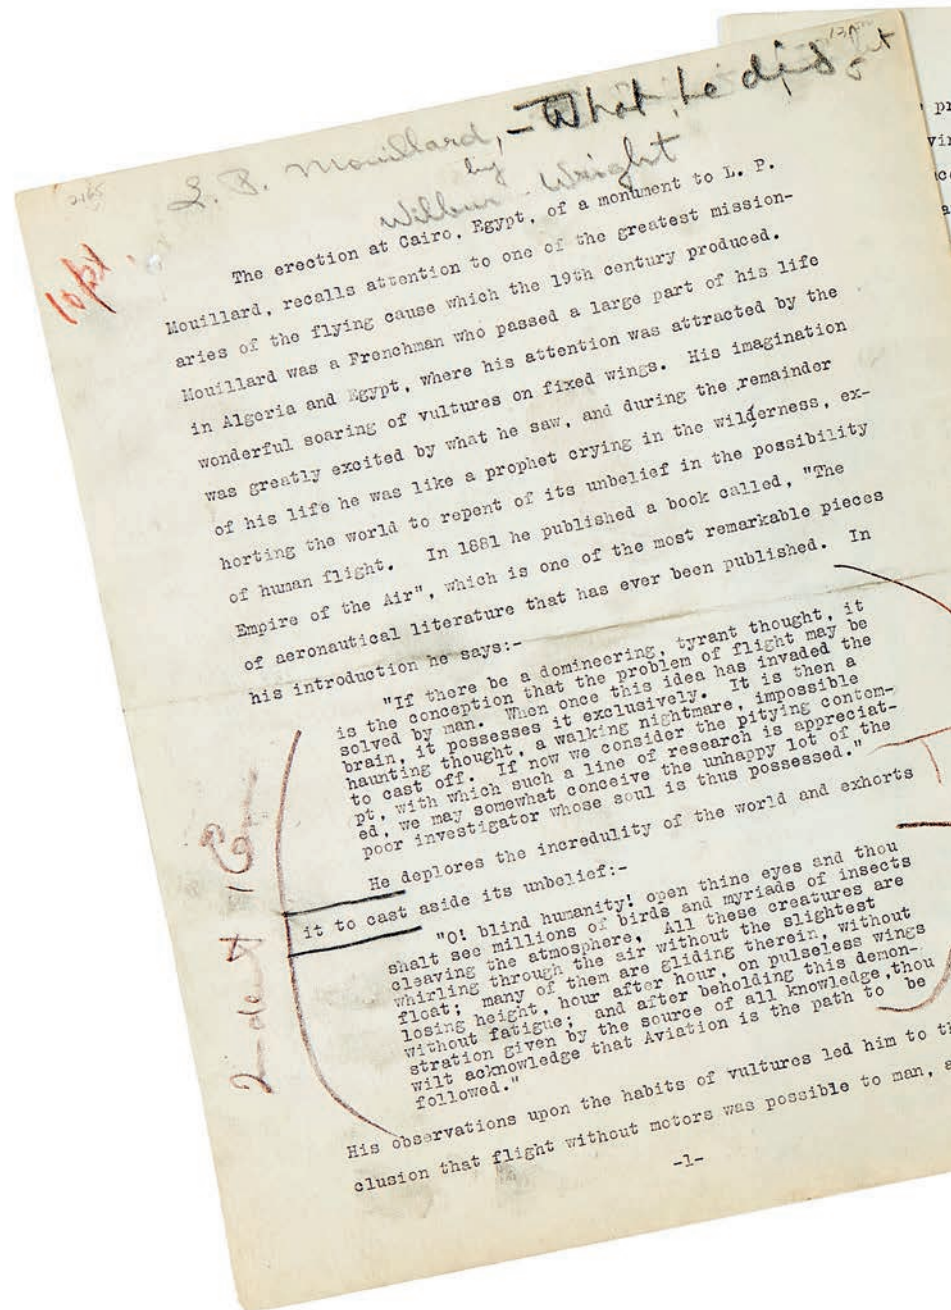 L. P. Mouillard, – What he did
by
Wilbur Wright
The erection at Cairo, Egypt, of a monument to L. P.
Mouillard, recalls attention to one of the greatest mission-
aries of the flying cause which the 19th century produced.
Mouillard was a Frenchman who passed a large part of his life
in Algeria and Egypt, where his attention was attracted by the
wonderful soaring of vultures on fixed wings. His imagination
was greatly excited by what he saw, and during the remainder
of his life he was like a prophet crying in the wilderness, ex-
horting the world to repent of its unbelief in the possibility
of human flight. In 1881 he published a book called, "The
Empire of the Air", which is one of the most remarkable pieces
of aeronautical literature that has ever been published. In
his introduction he says:-
"If there be a domineering, tyrant thought, it
is the conception that the problem of flight may be
solved by man. When once this idea has invaded the
brain, it possesses it exclusively. It is then a
haunting thought, a walking nightmare, impossible
to cast off. If now we consider the pitying contem-
pt, with which such a line of research is appreciat-
ed, we may somewhat conceive the unhappy lot of the
poor investigator whose soul is thus possessed."
He deplores the incredulity of the world and exhorts
it to cast aside its unbelief:-
"O! blind humanity! open thine eyes and thou
shalt see millions of birds and myriads of insects
cleaving the atmosphere, All these creatures are
whirling through the air without the slightest
float; many of them are gliding therein, without
losing height, hour after hour, on pulseless wings
without fatigue; and after beholding this demon-
stration given by the source of all knowledge, thou
wilt acknowledge that Aviation is the path to be
followed."
His observations upon the habits of vultures led him to th
clusion that flight without motors was possible to man, a
-1-